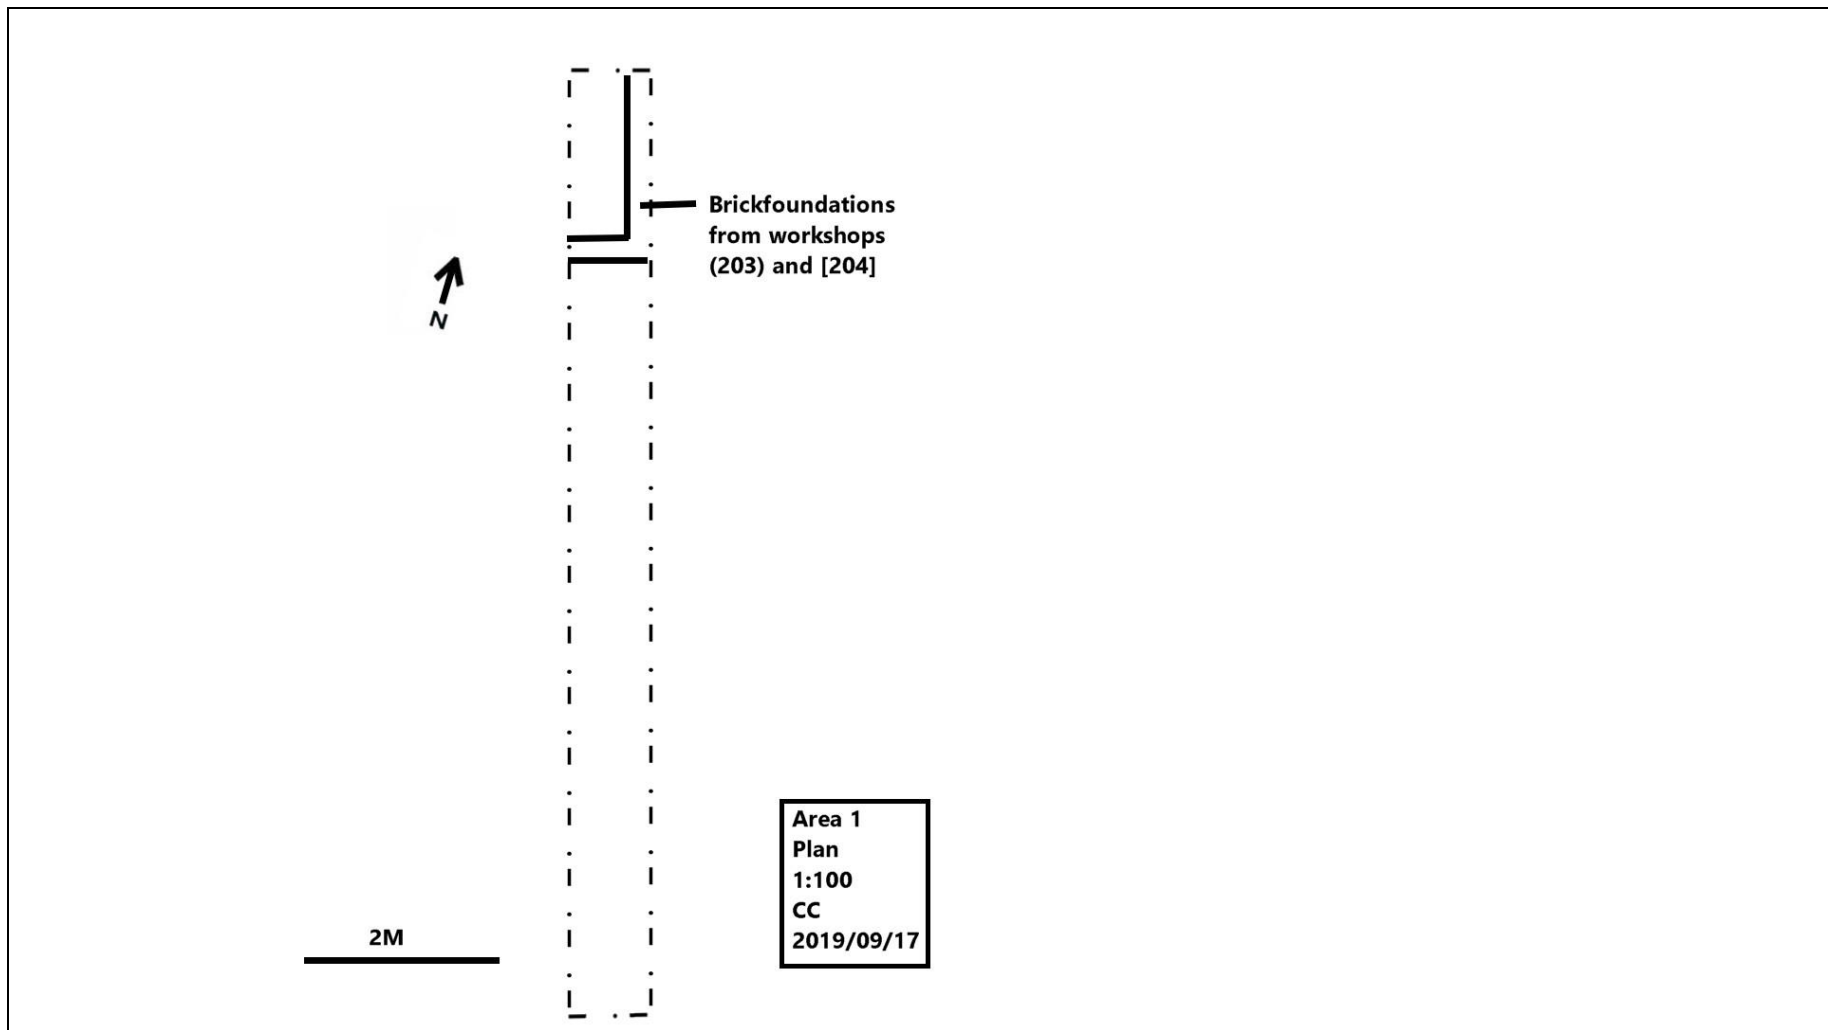 Brickfoundations
from workshops
(203) and [204]
N
Area 1
Plan
1:100
CC
2019/09/17
2M